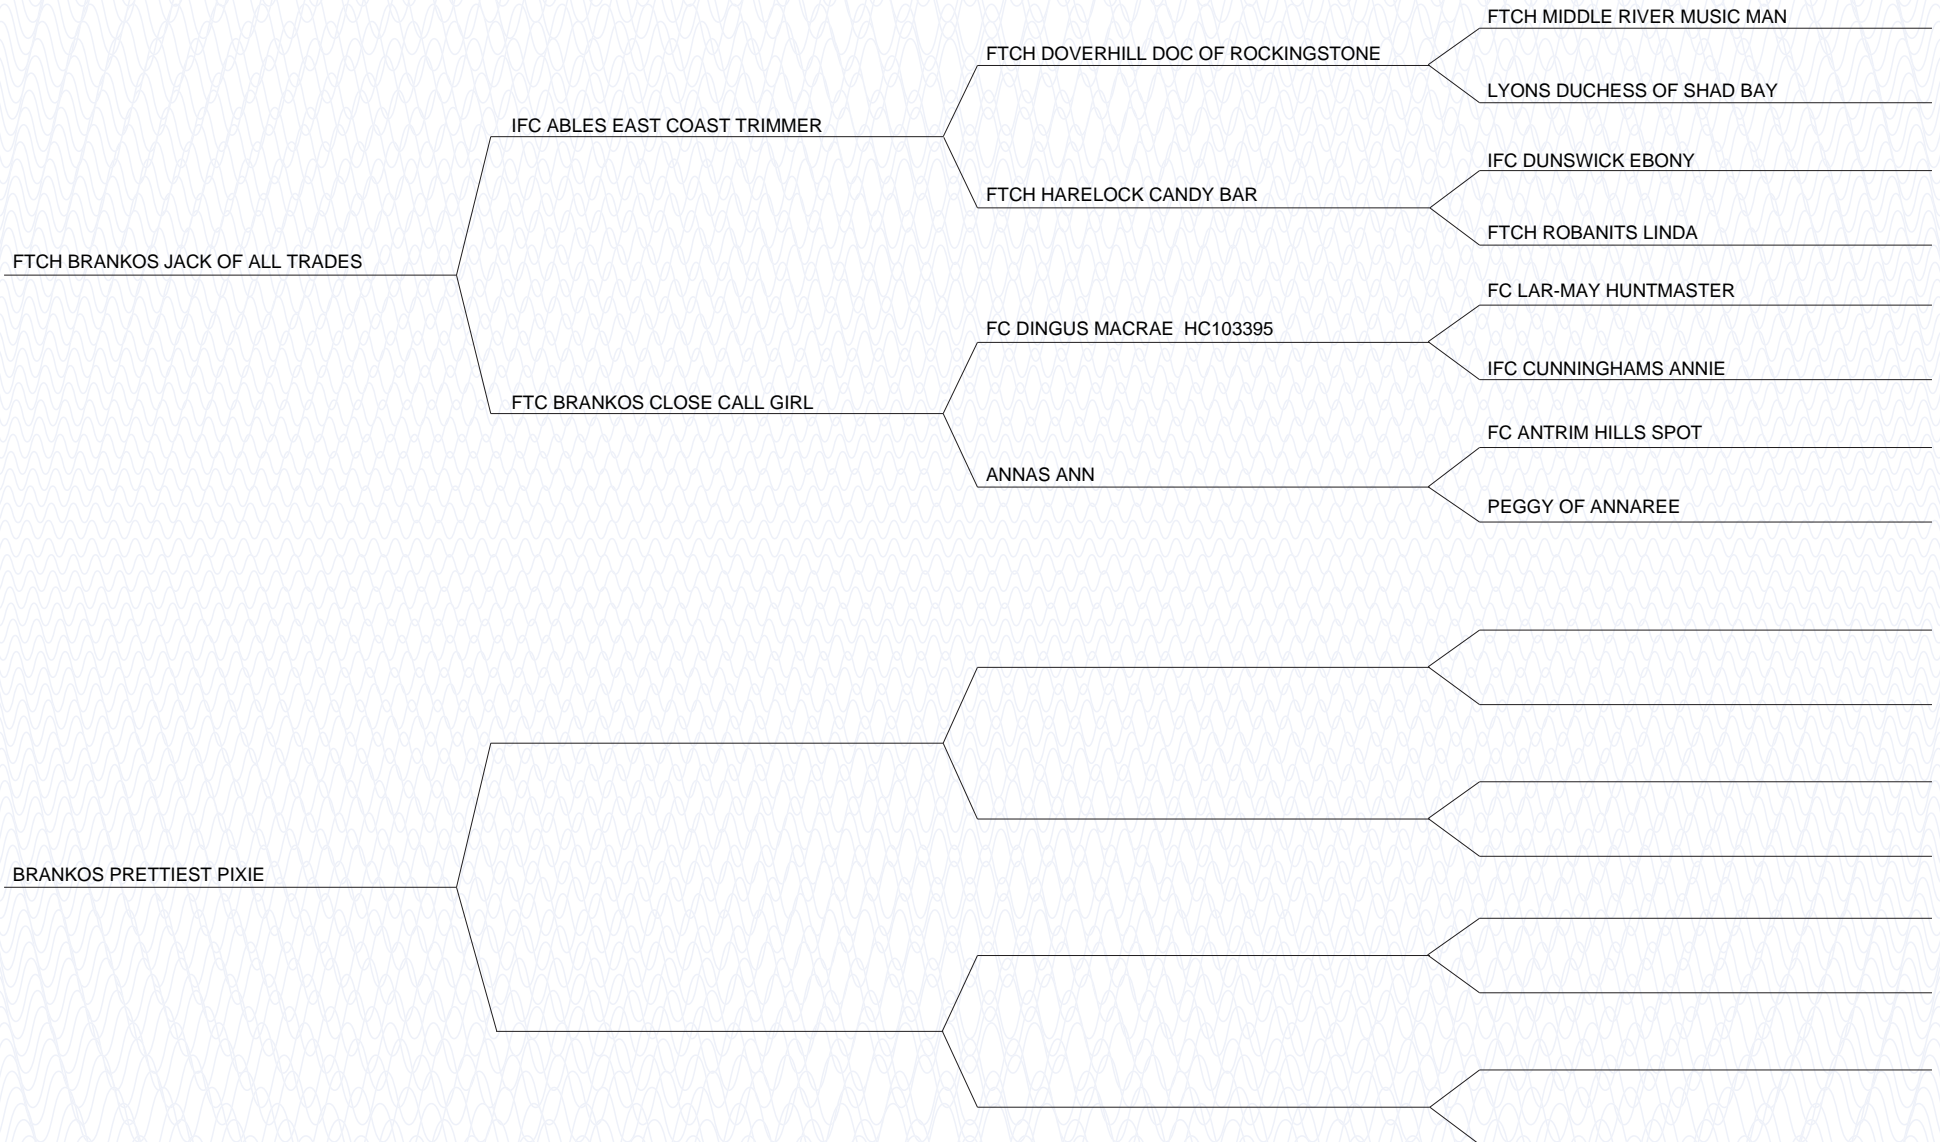 FTCH MIDDLE RIVER MUSIC MAN
FTCH DOVERHILL DOC OF ROCKINGSTONE
LYONS DUCHESS OF SHAD BAY
IFC ABLES EAST COAST TRIMMER
IFC DUNSWICK EBONY
FTCH HARELOCK CANDY BAR
FTCH ROBANITS LINDA
FTCH BRANKOS JACK OF ALL TRADES
FC LAR-MAY HUNTMASTER
FC DINGUS MACRAE  HC103395
IFC CUNNINGHAMS ANNIE
FTC BRANKOS CLOSE CALL GIRL
FC ANTRIM HILLS SPOT
ANNAS ANN
PEGGY OF ANNAREE
BRANKOS PRETTIEST PIXIE